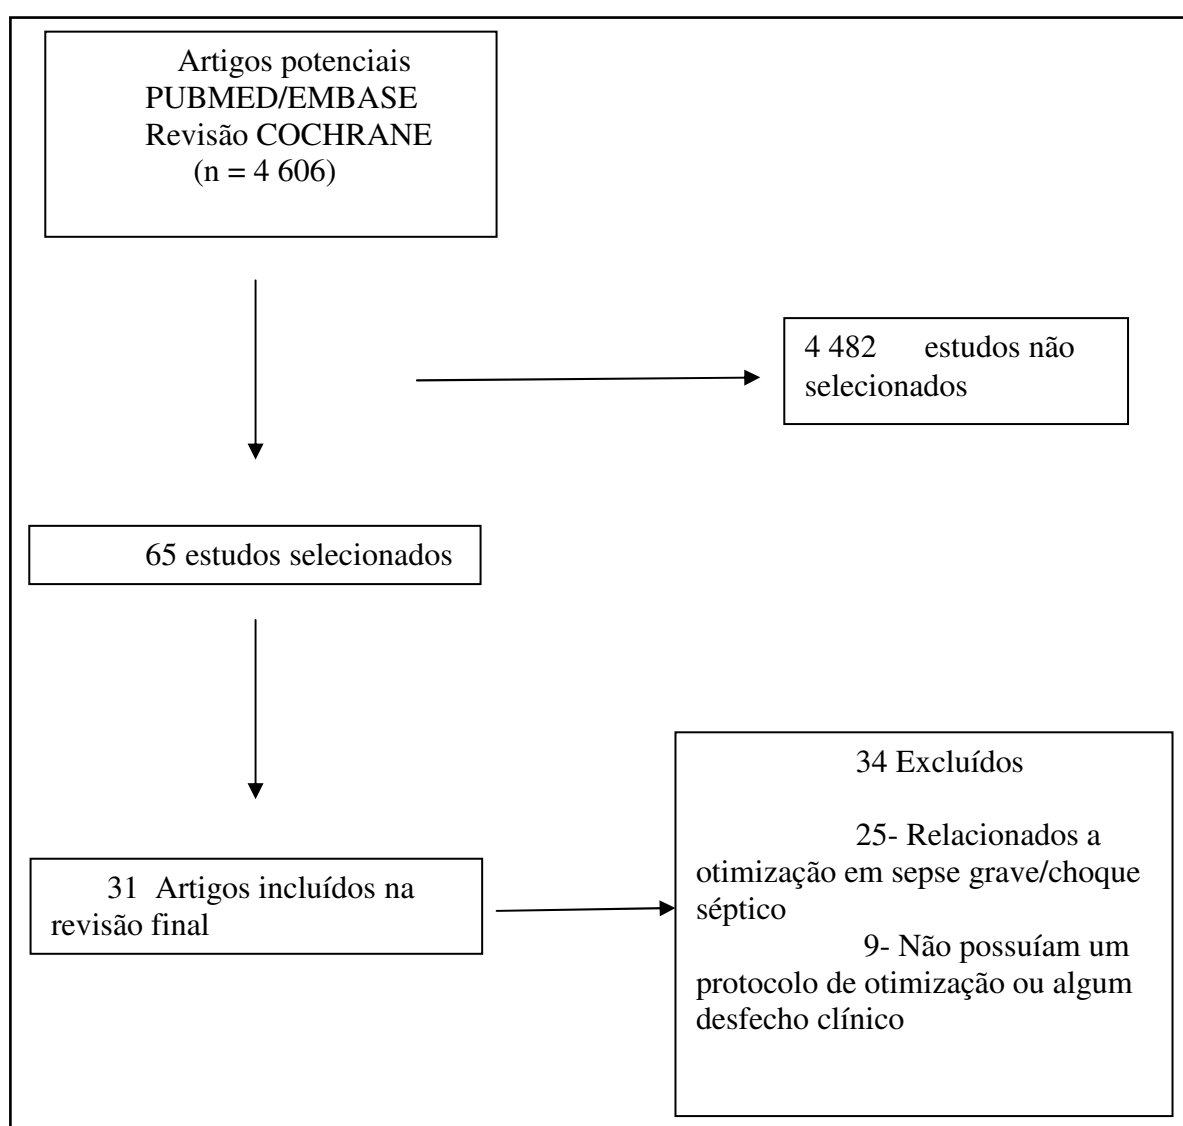 Artigos potenciais
PUBMED/EMBASE
Revisão COCHRANE
(n = 4 606)
4 482 estudos não
selecionados
65 estudos selecionados
34 Excluídos
25- Relacionados a
otimização em sepse grave/choque
séptico
9- Não possuíam um
protocolo de otimização ou algum
desfecho clínico
31 Artigos incluídos na
revisão final